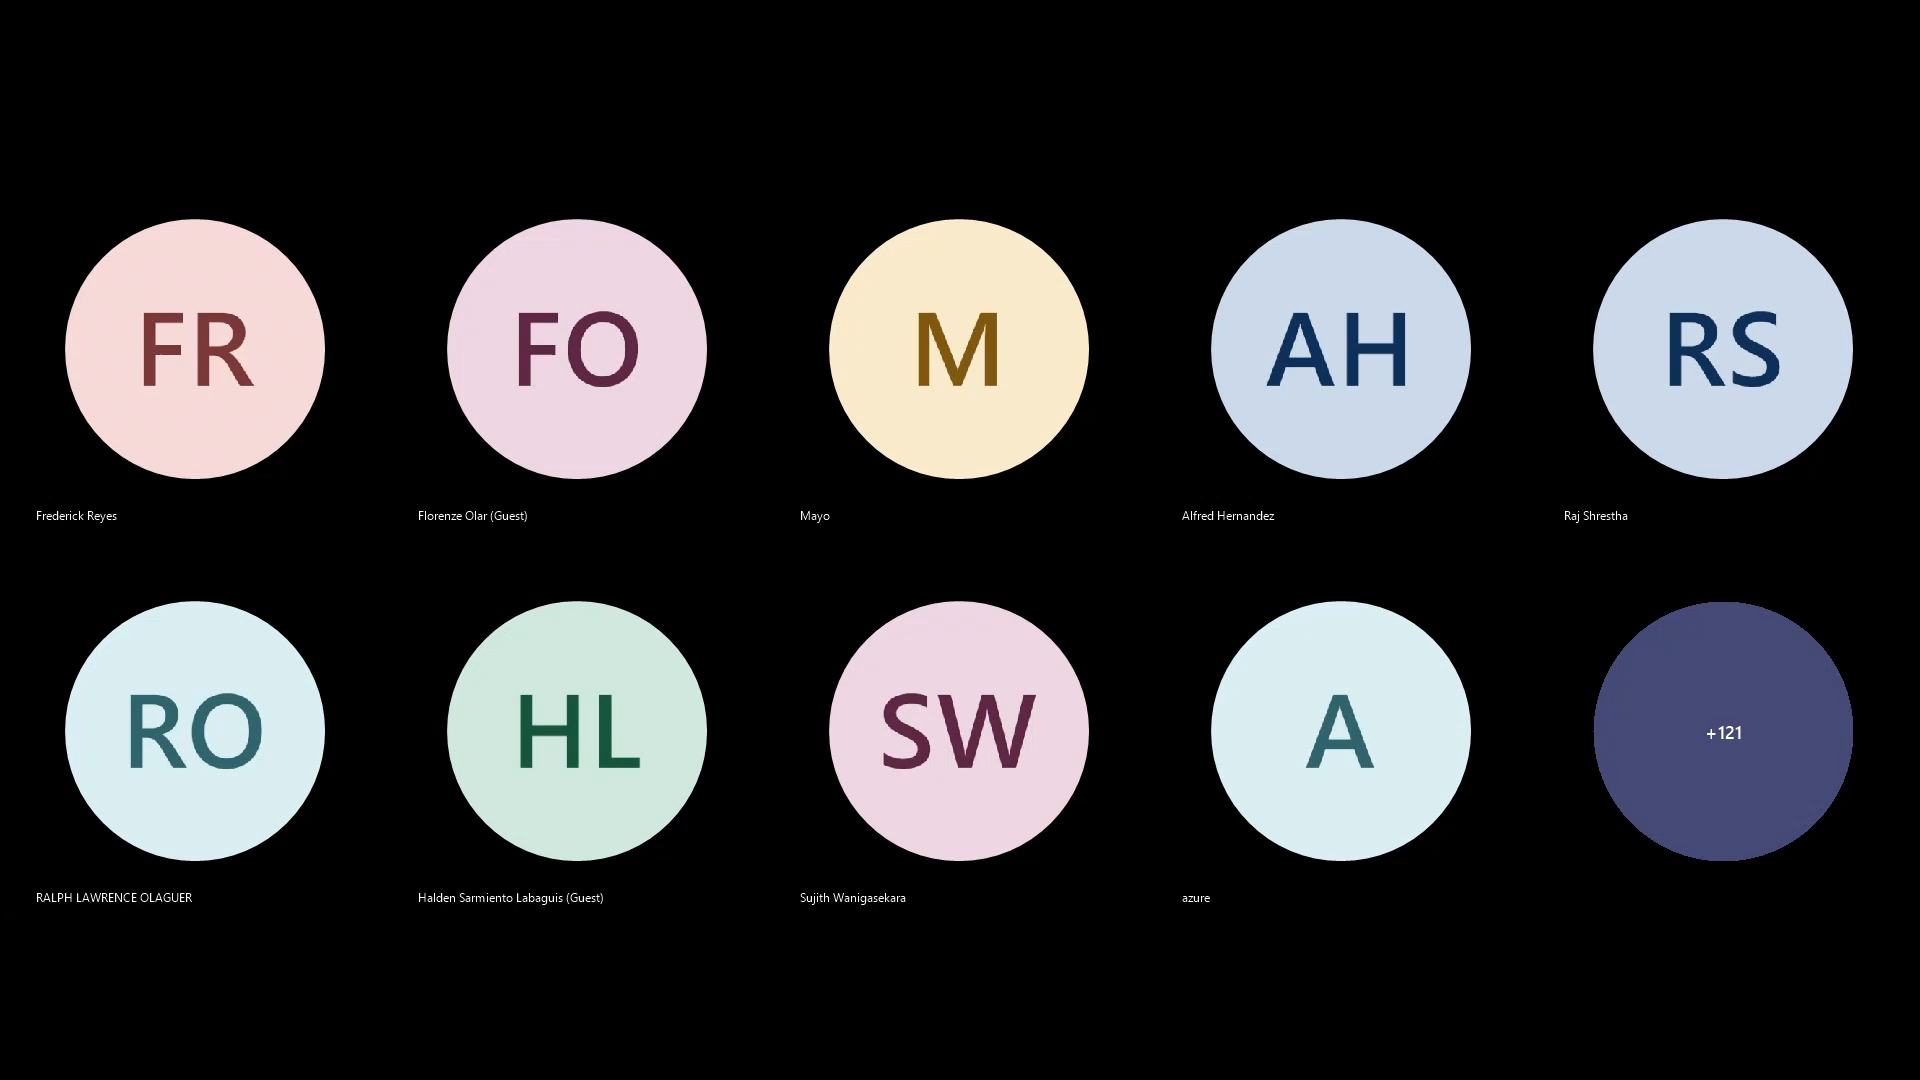 FR
FO
M
AH
RS
Frederick Reyes
Florenze Olar (Guest)
Mayo
Alfred Hernandez
Raj Shrestha
RO
HL
SW
A
+121
RALPH LAWRENCE OLAGUER
Halden Sarmiento Labaguis (Guest)
Sujith Wanigasekara
azure